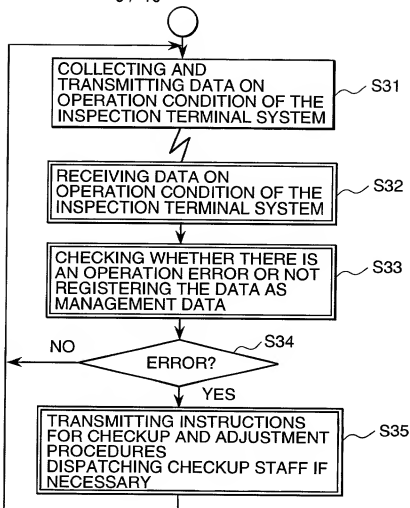 COLLECTING AND
TRANSMITTING DATA ON
OPERATION CONDITION OF THE
INSPECTION TERMINAL SYSTEM
S31
RECEIVING DATA ON
OPERATION CONDITION OF THE
INSPECTION TERMINAL SYSTEM
S32
CHECKING WHETHER THERE IS
AN OPERATION ERROR OR NOT
REGISTERING THE DATA AS
MANAGEMENT DATA
S33
S34
NO
ERROR?
YES
TRANSMITTING INSTRUCTIONS
FOR CHECKUP AND ADJUSTMENT
PROCEDURES
DISPATCHING CHECKUP STAFF IF
NECESSARY
S35